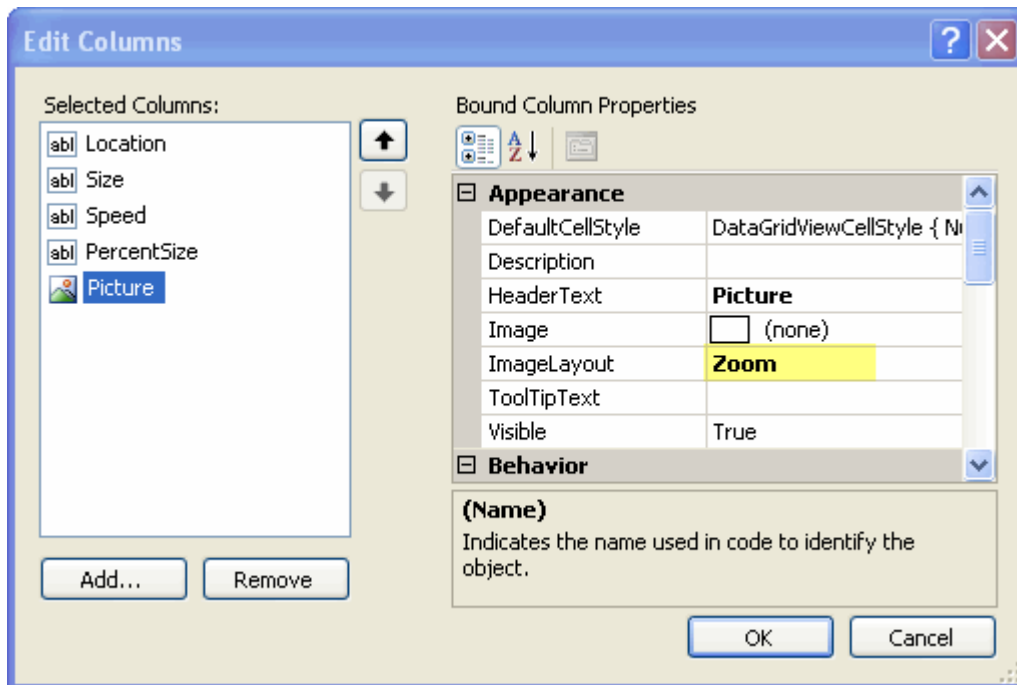 Edit Columns
?
Selected Columns:
abl Location
abl Size
abl Speed
abl PercentSize
Picture
Add...
Remove
Bound Column Properties
A
Z
Appearance
DefaultCellStyle DataGridViewCellStyle { N
Description
HeaderText Picture
Image (none)
ImageLayout Zoom
ToolTipText
Visible True
Behavior
(Name)
Indicates the name used in code to identify the
object.
OK
Cancel